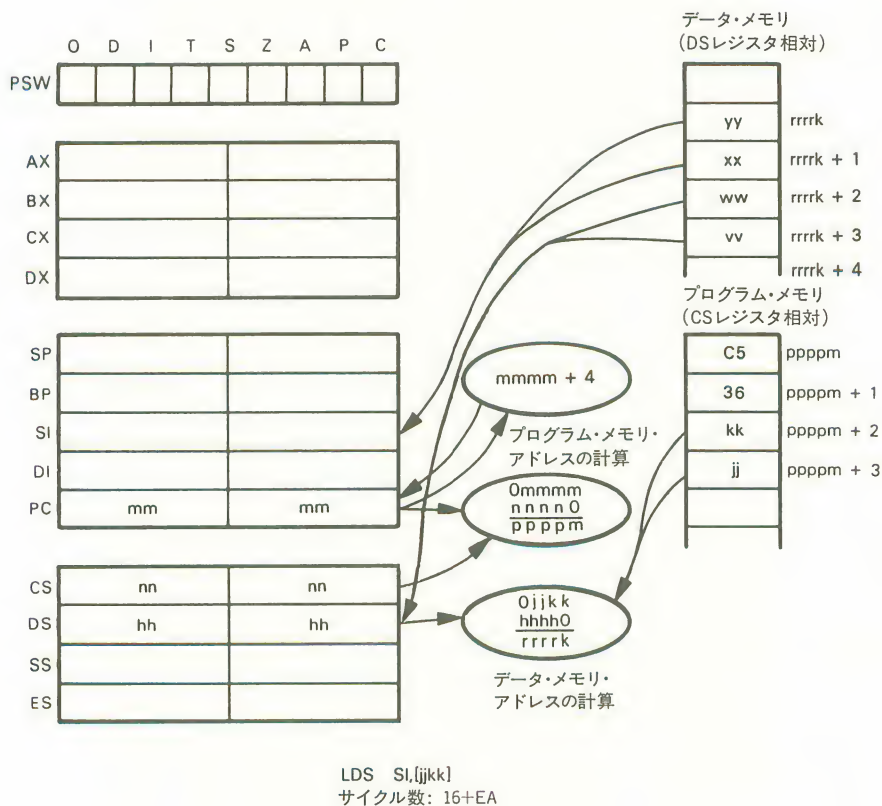 O D I T S Z A P C
PSW
AX
BX
CX
DX
SP
BP
SI
DI
PC mm mm
CS nn nn
DS hh hh
SS
ES
mmmm + 4
プログラム・メモリ・
アドレスの計算
0mmmm
nnnn0
ppppm
0jjkk
hhhh0
rrrrk
データ・メモリ・
アドレスの計算
データ・メモリ
(DSレジスタ相対)
yy rrrrk
xx rrrrk + 1
ww rrrrk + 2
vv rrrrk + 3
rrrrk + 4
プログラム・メモリ
(CSレジスタ相対)
C5 ppppm
36 ppppm + 1
kk ppppm + 2
jj ppppm + 3
LDS SI,[jjkk]
サイクル数: 16+EA